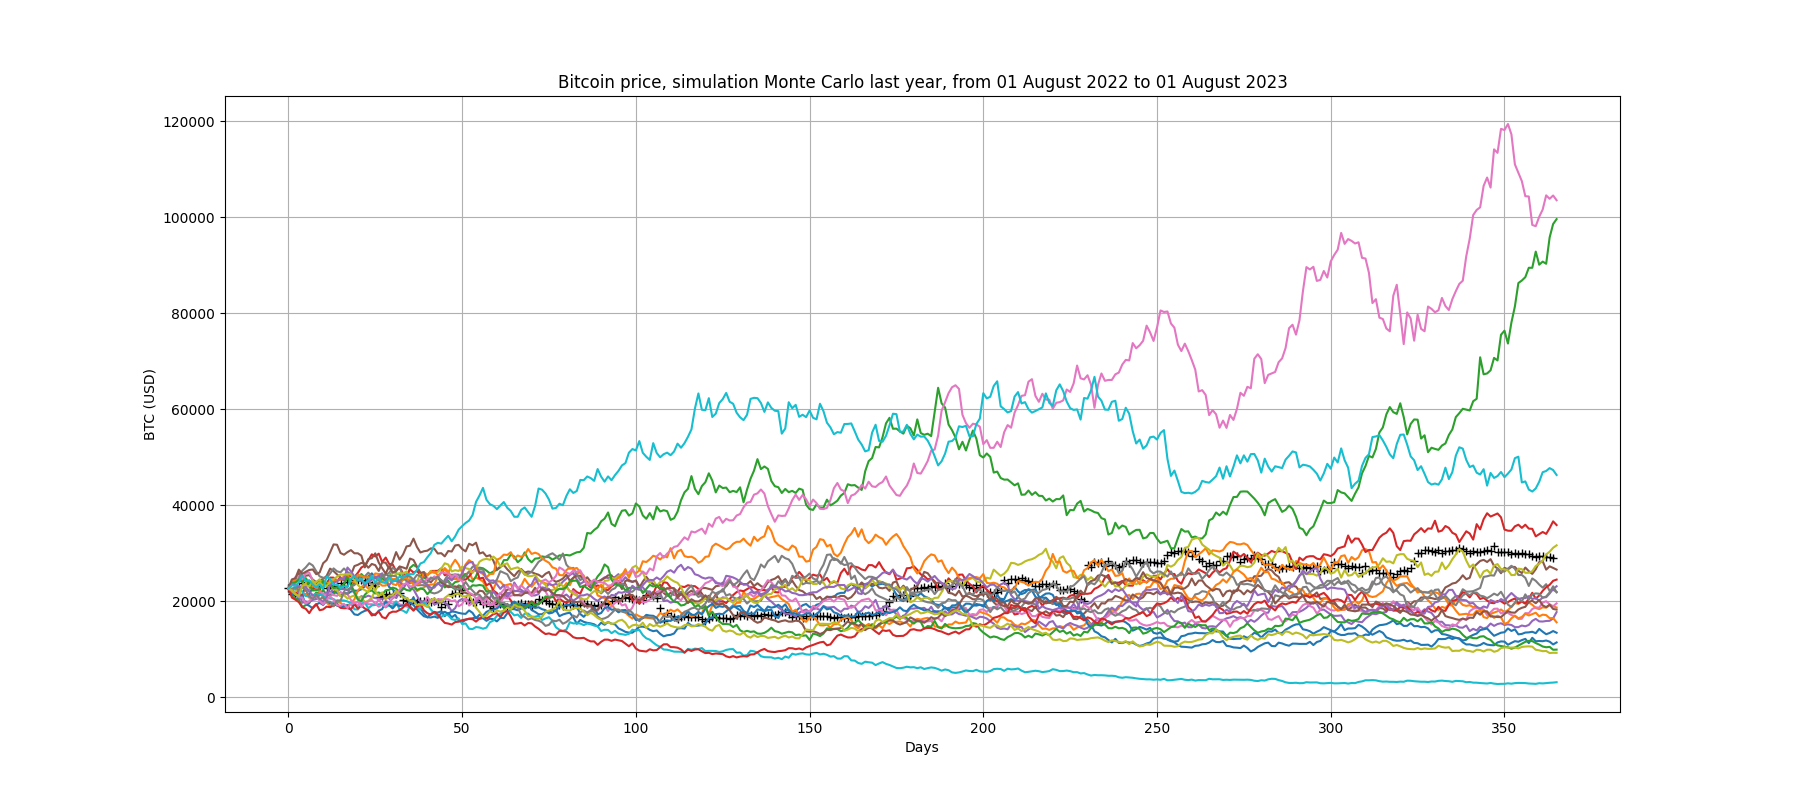 Bitcoin price, simulation Monte Carlo last year, from 01 August 2022 to 01 August 2023
120000
100000
80000
60000
40000
20000
0
BTC (USD)
0 50 100 150 200 250 300 350
Days